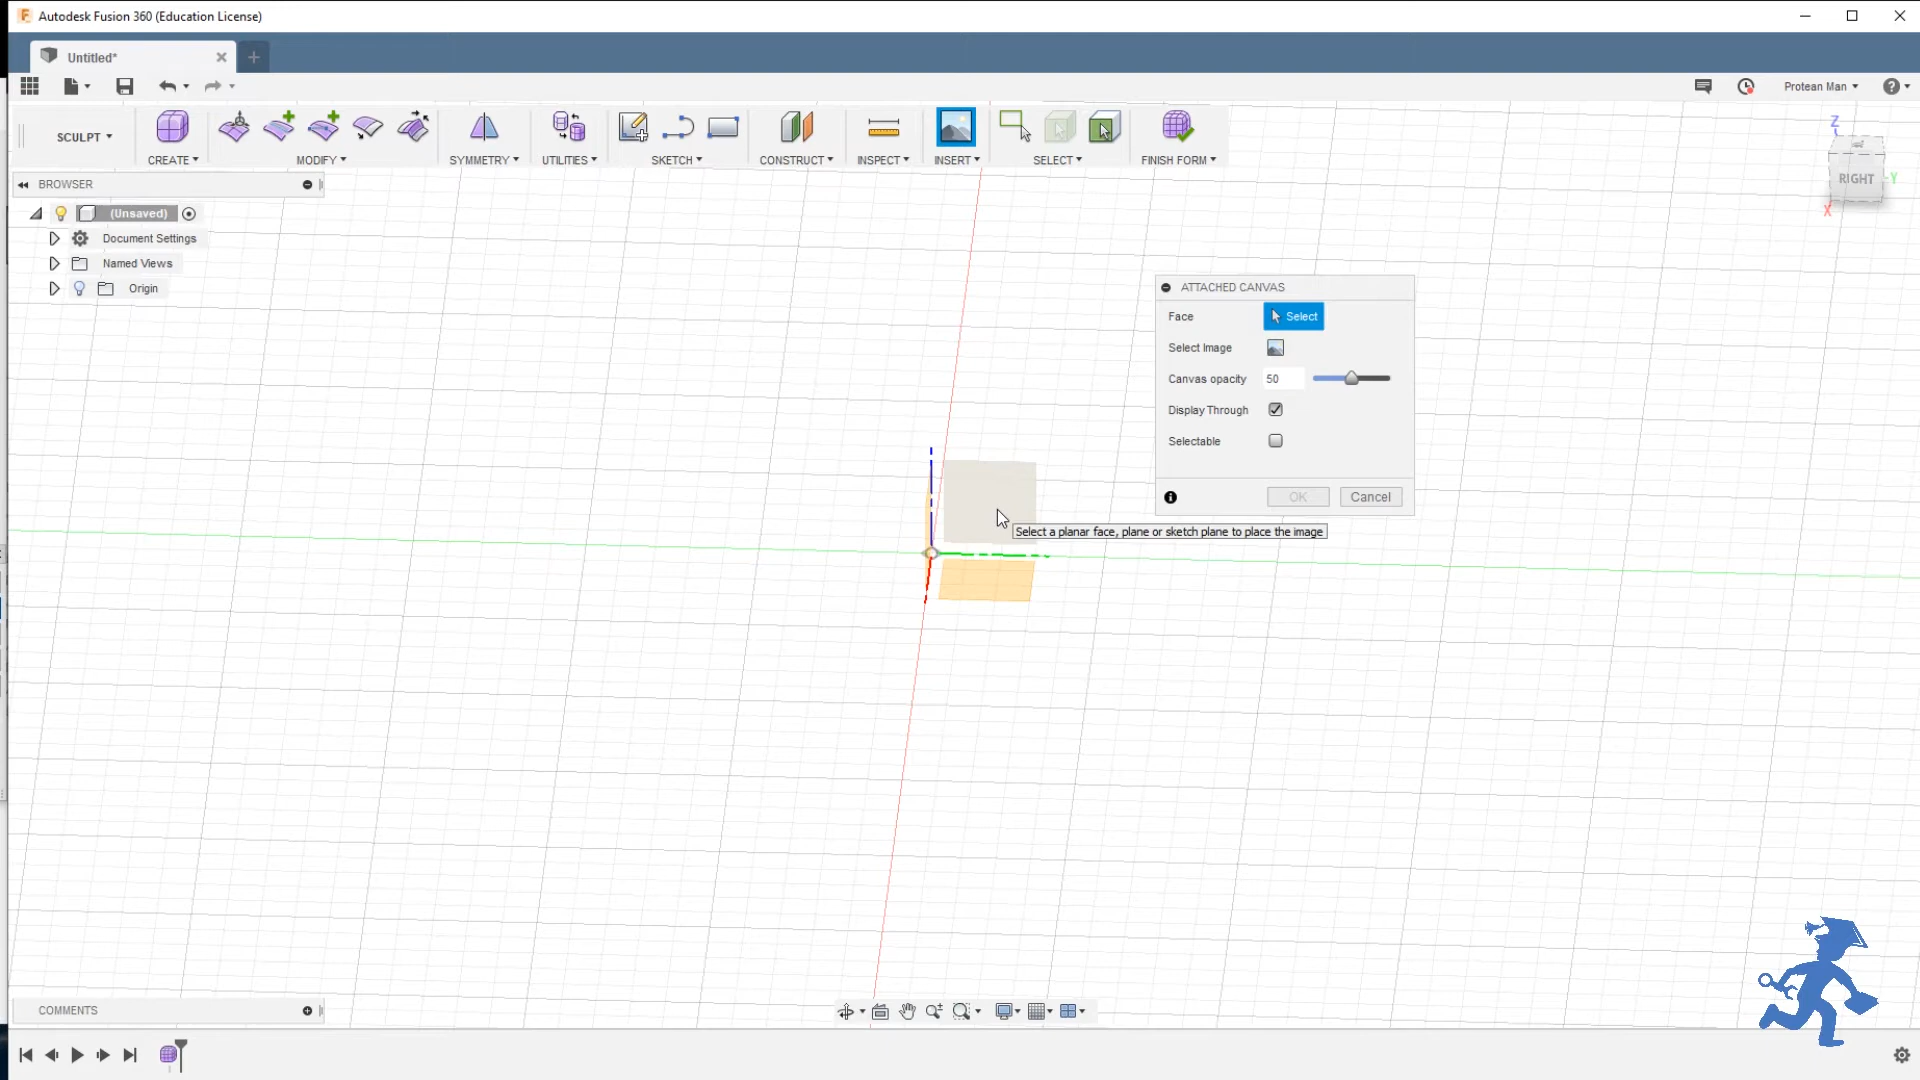 Autodesk Fusion 360 (Education License)
Untitled*
Protean Man
SCULPT
CREATE
MODIFY
SYMMETRY
UTILITIES
SKETCH
CONSTRUCT
INSPECT
INSERT
SELECT
FINISH FORM
BROWSER
(Unsaved)
Document Settings
Named Views
Origin
Z
RIGHT
Y
X
ATTACHED CANVAS
Face Select
Select Image
Canvas opacity 50
Display Through
Selectable
OK Cancel
Select a planar face, plane or sketch plane to place the image
COMMENTS